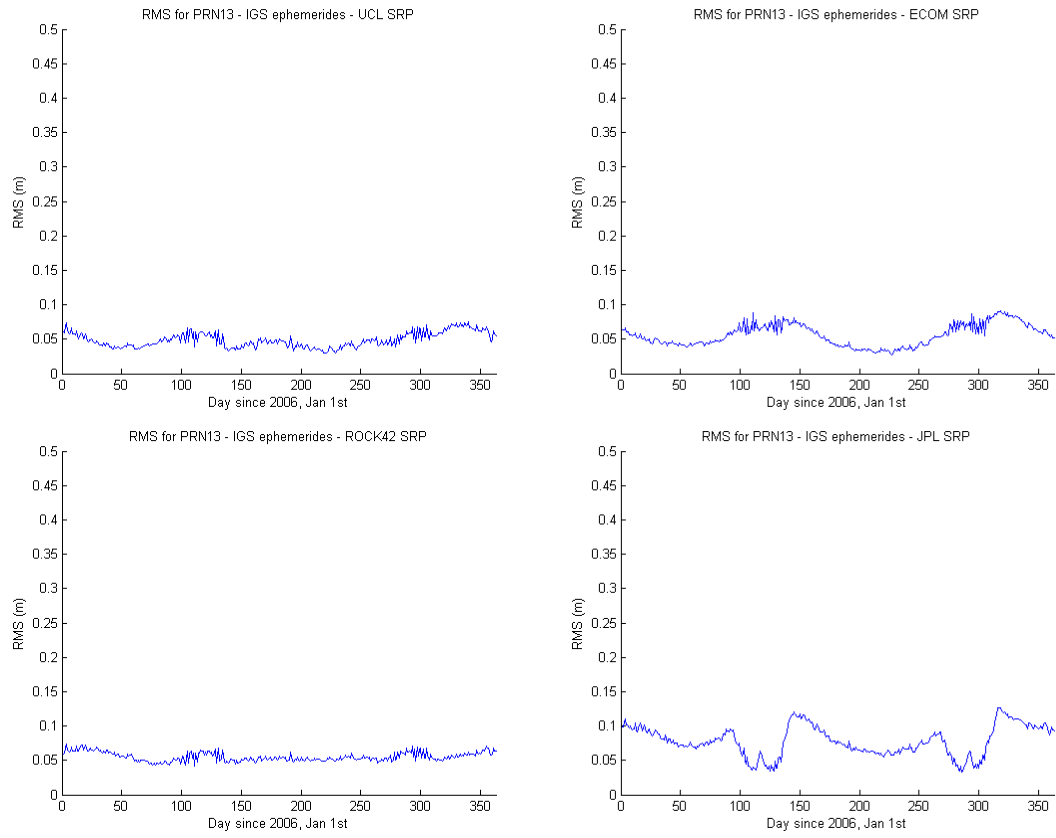 RMS for PRN13 - IGS ephemerides - UCL SRP
0.5
0.45
0.4
0.35
0.3
0.25
0.2
0.15
0.1
0.05
0
RMS (m)
0 50 100 150 200 250 300 350
Day since 2006, Jan 1st
RMS for PRN13 - IGS ephemerides - ECOM SRP
0.5
0.45
0.4
0.35
0.3
0.25
0.2
0.15
0.1
0.05
0
RMS (m)
0 50 100 150 200 250 300 350
Day since 2006, Jan 1st
RMS for PRN13 - IGS ephemerides - ROCK42 SRP
0.5
0.45
0.4
0.35
0.3
0.25
0.2
0.15
0.1
0.05
0
RMS (m)
0 50 100 150 200 250 300 350
Day since 2006, Jan 1st
RMS for PRN13 - IGS ephemerides - JPL SRP
0.5
0.45
0.4
0.35
0.3
0.25
0.2
0.15
0.1
0.05
0
RMS (m)
0 50 100 150 200 250 300 350
Day since 2006, Jan 1st